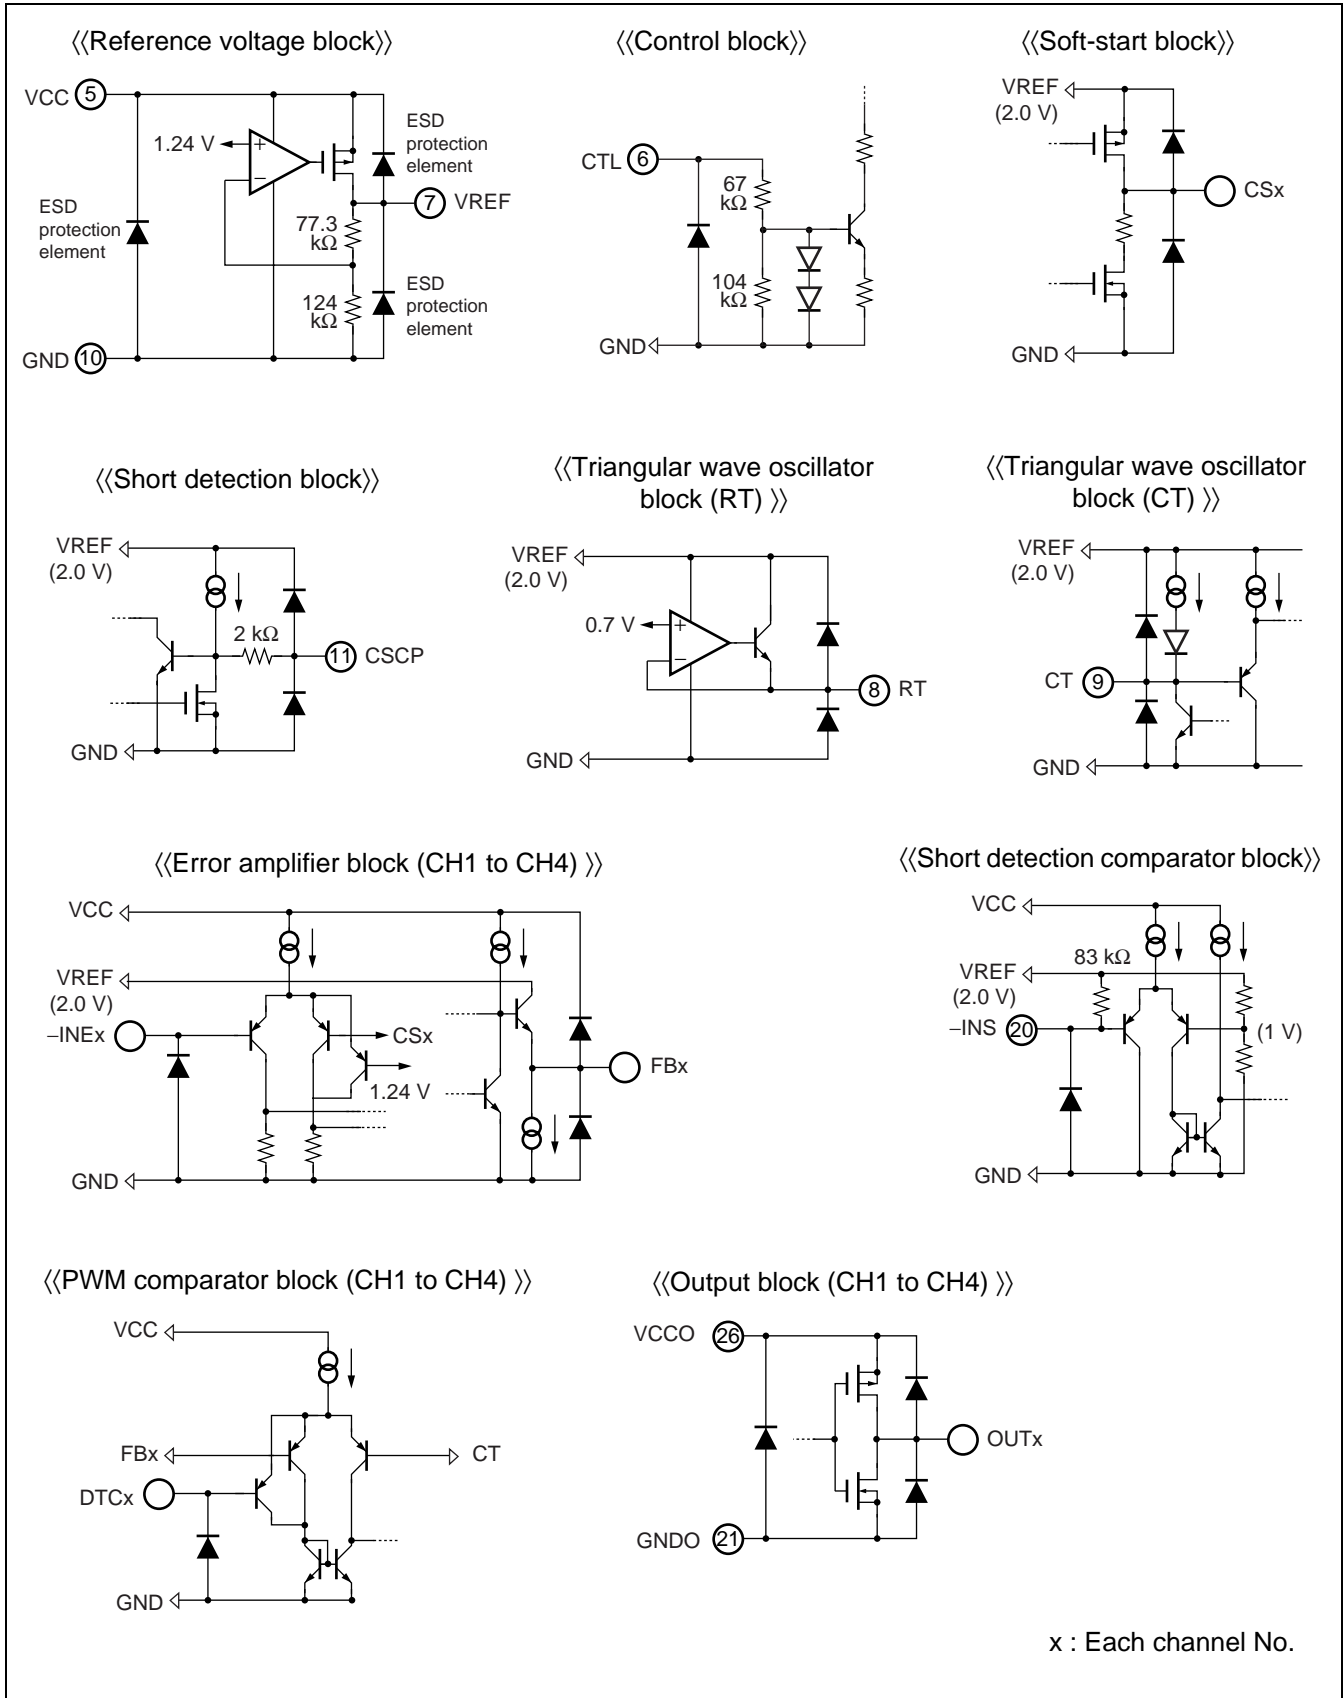 ⟨⟨Reference voltage block⟩⟩
VCC 5
1.24 V
+
−
ESD
protection
element
7 VREF
ESD
protection
element
77.3
kΩ
124
kΩ
ESD
protection
element
GND 10
⟨⟨Control block⟩⟩
CTL 6
67
kΩ
104
kΩ
GND
⟨⟨Soft-start block⟩⟩
VREF
(2.0 V)
CSx
GND
⟨⟨Short detection block⟩⟩
VREF
(2.0 V)
2 kΩ
11 CSCP
GND
⟨⟨Triangular wave oscillator
block (RT) ⟩⟩
VREF
(2.0 V)
0.7 V
+
−
8 RT
GND
⟨⟨Triangular wave oscillator
block (CT) ⟩⟩
VREF
(2.0 V)
CT 9
GND
⟨⟨Error amplifier block (CH1 to CH4) ⟩⟩
VCC
VREF
(2.0 V)
−INEx
CSx
1.24 V
FBx
GND
⟨⟨Short detection comparator block⟩⟩
VCC
83 kΩ
VREF
(2.0 V)
−INS 20
(1 V)
GND
⟨⟨PWM comparator block (CH1 to CH4) ⟩⟩
VCC
FBx
CT
DTCx
GND
⟨⟨Output block (CH1 to CH4) ⟩⟩
VCCO 26
OUTx
GNDO 21
x : Each channel No.